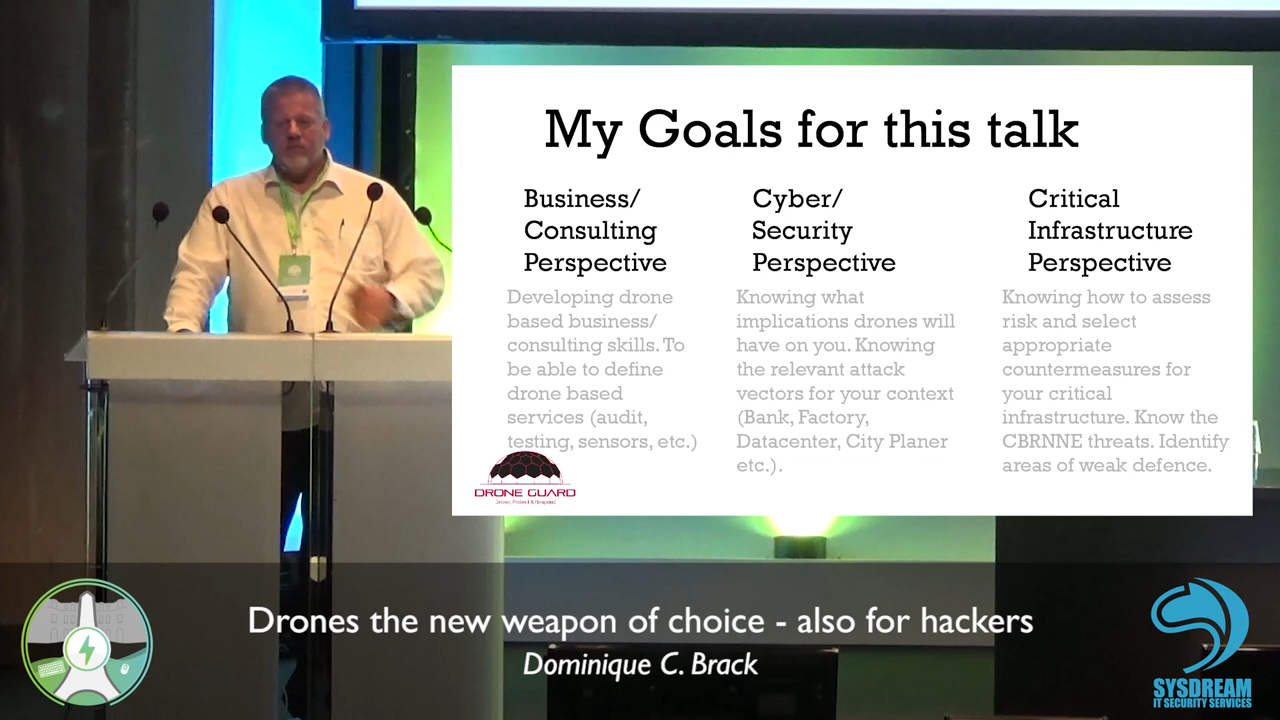 My Goals for this talk
Business/
Consulting
Perspective
Developing drone
based business/
consulting skills. To
be able to define
drone based
services (audit,
testing, sensors, etc.)
Cyber/
Security
Perspective
Knowing what
implications drones will
have on you. Knowing
the relevant attack
vectors for your context
(Bank, Factory,
Datacenter, City Planer
etc.).
Critical
Infrastructure
Perspective
Knowing how to assess
risk and select
appropriate
countermeasures for
your critical
infrastructure. Know the
CBRNNE threats. Identify
areas of weak defence.
DRONE GUARD
Detect, Protect & Respond
Drones the new weapon of choice - also for hackers
Dominique C. Brack
SYSDREAM
IT SECURITY SERVICES